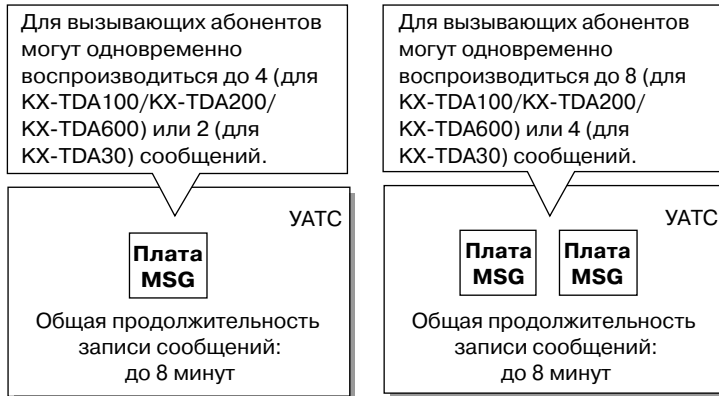 Для вызывающих абонентов
могут одновременно
воспроизводиться до 4 (для
KX-TDA100/KX-TDA200/
KX-TDA600) или 2 (для
KX-TDA30) сообщений.
УАТС
Плата
MSG
Общая продолжительность
записи сообщений:
до 8 минут
Для вызывающих абонентов
могут одновременно
воспроизводиться до 8 (для
KX-TDA100/KX-TDA200/
KX-TDA600) или 4 (для
KX-TDA30) сообщений.
УАТС
Плата
MSG
Плата
MSG
Общая продолжительность
записи сообщений:
до 8 минут